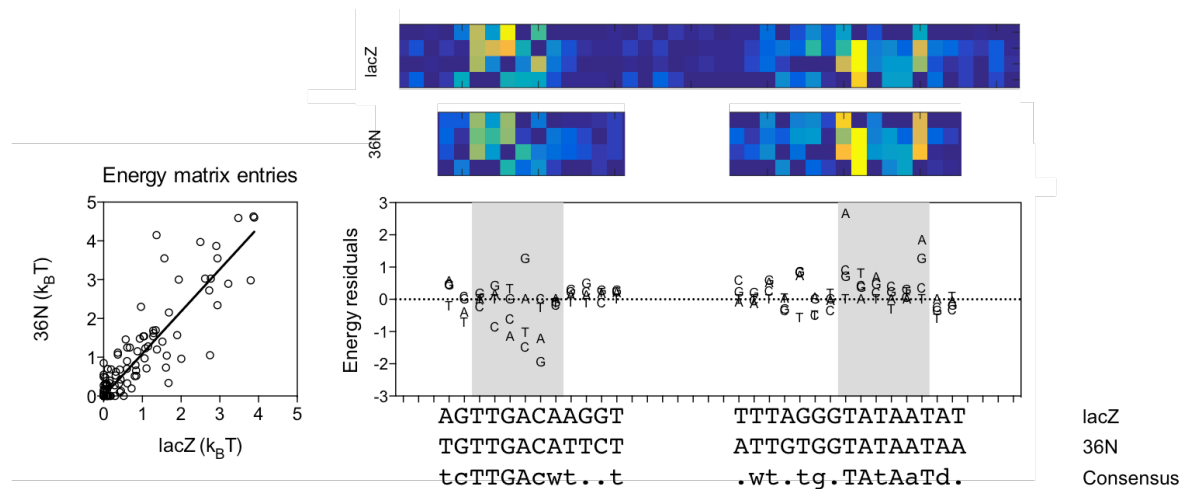 lacZ
36N
Energy matrix entries
36N (kBT)
5
4
3
2
1
0
0 1 2 3 4 5
lacZ (kBT)
Energy residuals
3
2
1
0
-1
-2
-3
AGTTGACAAGGT TTTAGGGTATAATAT lacZ
TGTTGACATTCT ATTGTGGTATAATAA 36N
tcTTGAcwt..t .wt.tg.TAtAaTd. Consensus